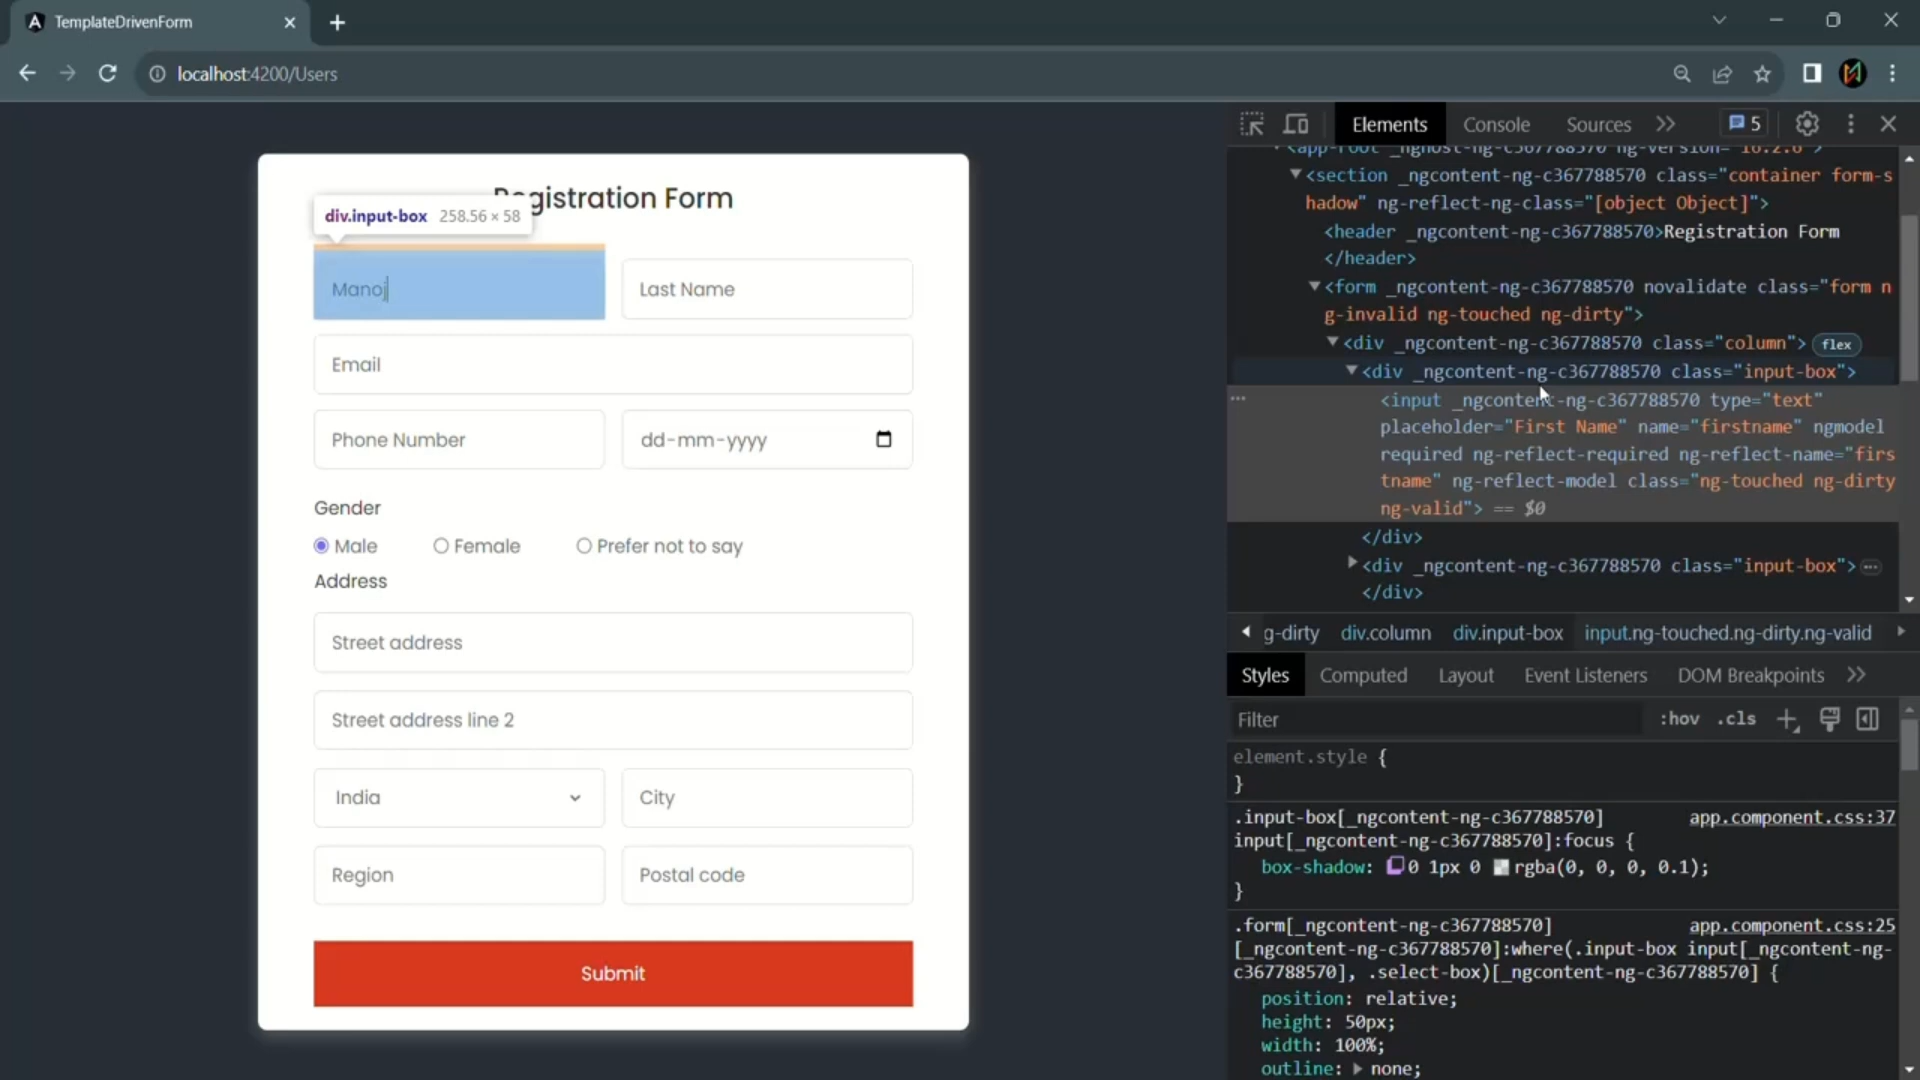 TemplateDrivenForm
localhost:4200/Users
Registration Form
div.input-box 258.56 × 58
Manoj
Last Name
Email
Phone Number
dd-mm-yyyy
Gender
Male
Female
Prefer not to say
Address
Street address
Street address line 2
India
City
Region
Postal code
Submit
Elements
Console
Sources
5
<app-root _nghost-ng-c367788570 ng-version="16.2.6">
<section _ngcontent-ng-c367788570 class="container form-s
hadow" ng-reflect-ng-class="[object Object]">
<header _ngcontent-ng-c367788570>Registration Form
</header>
<form _ngcontent-ng-c367788570 novalidate class="form n
g-invalid ng-touched ng-dirty">
<div _ngcontent-ng-c367788570 class="column"> flex
<div _ngcontent-ng-c367788570 class="input-box">
<input _ngcontent-ng-c367788570 type="text"
placeholder="First Name" name="firstname" ngmodel
required ng-reflect-required ng-reflect-name="firs
tname" ng-reflect-model class="ng-touched ng-dirty
ng-valid"> == $0
</div>
<div _ngcontent-ng-c367788570 class="input-box"> …
</div>
g-dirty div.column div.input-box input.ng-touched.ng-dirty.ng-valid
Styles Computed Layout Event Listeners DOM Breakpoints
Filter :hov .cls
element.style {
}
.input-box[_ngcontent-ng-c367788570] app.component.css:37
input[_ngcontent-ng-c367788570]:focus {
box-shadow: 0 1px 0 rgba(0, 0, 0, 0.1);
}
.form[_ngcontent-ng-c367788570] app.component.css:25
[_ngcontent-ng-c367788570]:where(.input-box input[_ngcontent-ng-
c367788570], .select-box)[_ngcontent-ng-c367788570] {
position: relative;
height: 50px;
width: 100%;
outline: none;